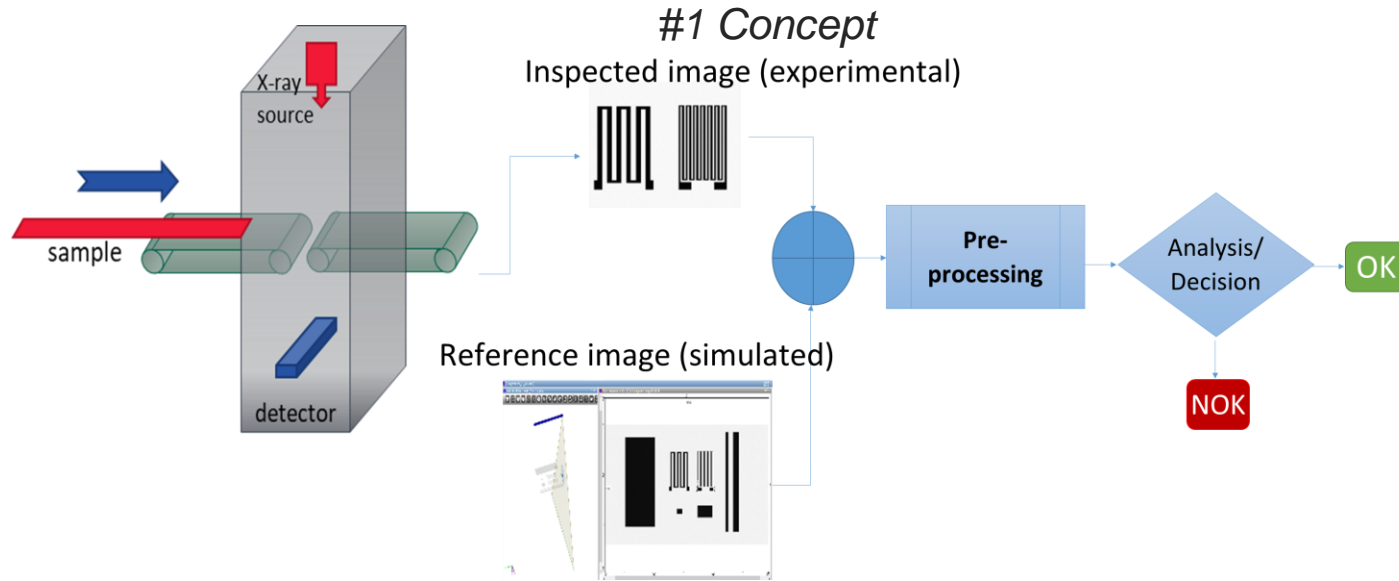 #1 Concept
Inspected image (experimental)
X-ray
source
sample
detector
Pre-
processing
Analysis/
Decision
OK
NOK
Reference image (simulated)